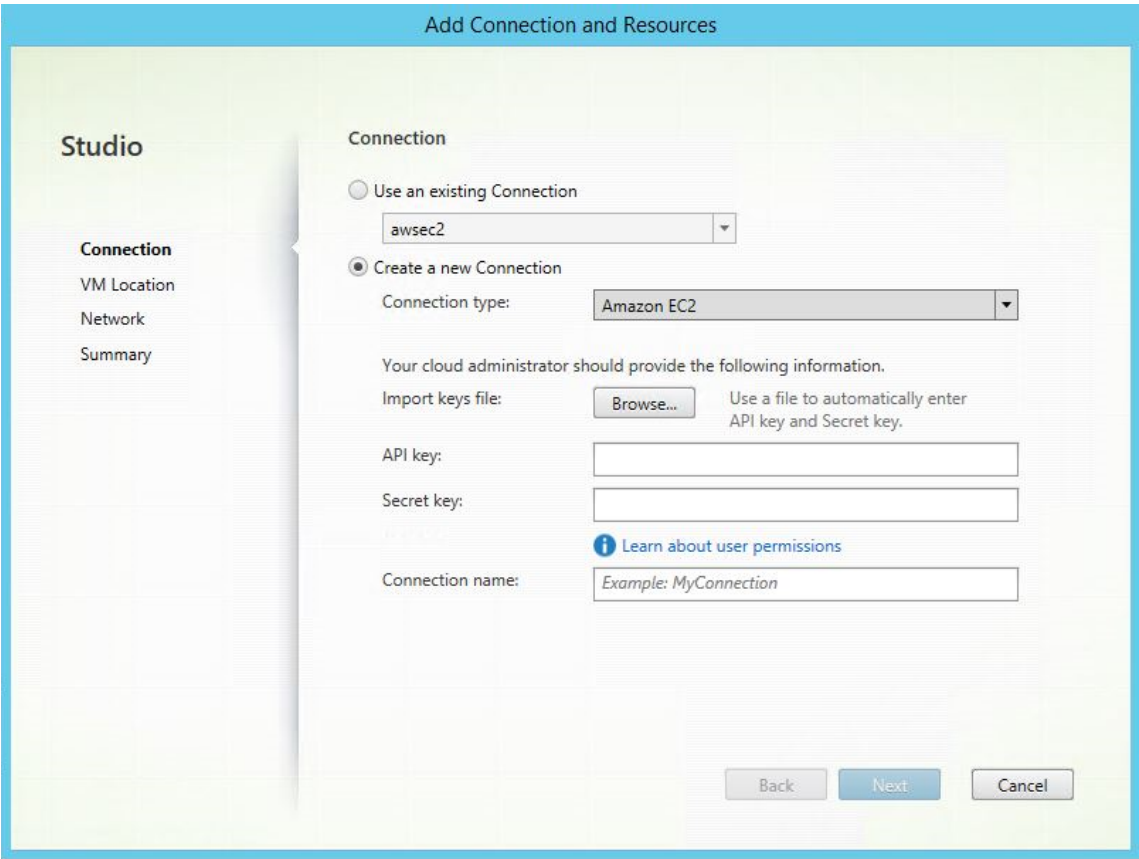 Add Connection and Resources
Studio
Connection
VM Location
Network
Summary
Connection
Use an existing Connection
awsec2
Create a new Connection
Connection type:
Amazon EC2
Your cloud administrator should provide the following information.
Import keys file:
Browse...
Use a file to automatically enter
API key and Secret key.
API key:
Secret key:
Learn about user permissions
Connection name:
Example: MyConnection
Back
Next
Cancel